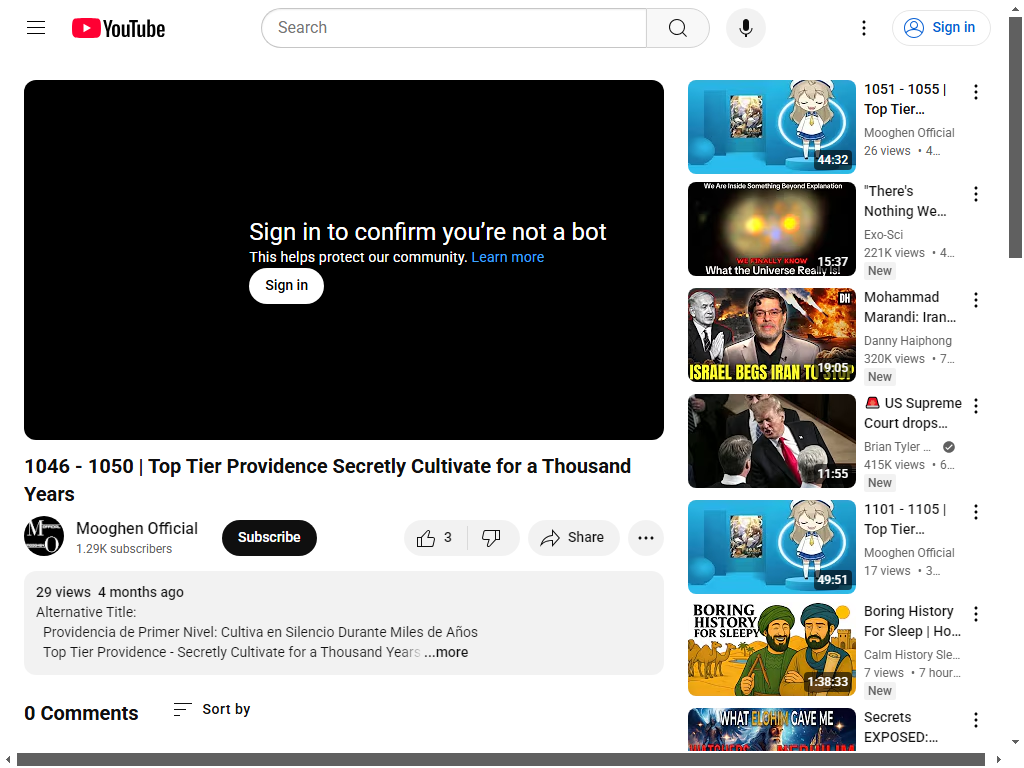 YouTube
Search
Sign in
Sign in to confirm you're not a bot
This helps protect our community. Learn more
Sign in
1046 - 1050 | Top Tier Providence Secretly Cultivate for a Thousand
Years
Mooghen Official
1.29K subscribers
Subscribe
3
Share
29 views 4 months ago
Alternative Title:
Providencia de Primer Nivel: Cultiva en Silencio Durante Miles de Años
Top Tier Providence - Secretly Cultivate for a Thousand Years ...more
0 Comments
Sort by
44:32
1051 - 1055 |
Top Tier…
Mooghen Official
26 views • 4…
We Are Inside Something Beyond Explanation
WE FINALLY KNOW
What the Universe Really Is!
15:37
"There's
Nothing We…
Exo-Sci
221K views • 4…
New
DH
ISRAEL BEGS IRAN TO STOP
19:05
Mohammad
Marandi: Iran…
Danny Haiphong
320K views • 7…
New
11:55
🚨 US Supreme
Court drops…
Brian Tyler …
415K views • 6…
New
49:51
1101 - 1105 |
Top Tier…
Mooghen Official
17 views • 3…
BORING
HISTORY
FOR SLEEPY
1:38:33
Boring History
For Sleep | Ho…
Calm History Sle…
7 views • 7 hour…
New
WHAT ELOHIM GAVE ME
WATCHERS NEPHILIM
Secrets
EXPOSED:…